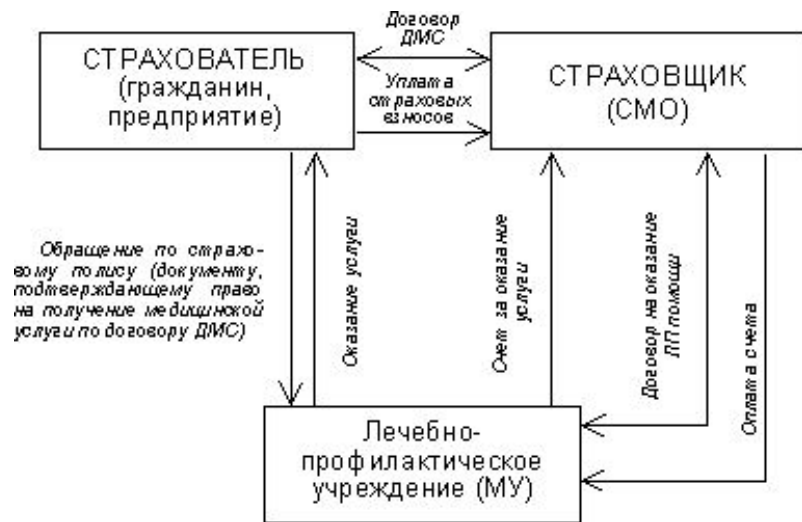 Договор
ДМС
СТРАХОВАТЕЛЬ
(гражданин,
предприятие)
Уплата
страховых
взносов
СТРАХОВЩИК
(СМО)
Обращение по страхо-
вому полису (документу,
подтверждающему право
на получение медицинской
услуги по договору ДМС)
Оказание услуги
Счет за оказание
услуги
Договор на оказание
ЛП помощи
Оплата счета
Лечебно-
профилактическое
учреждение (МУ)